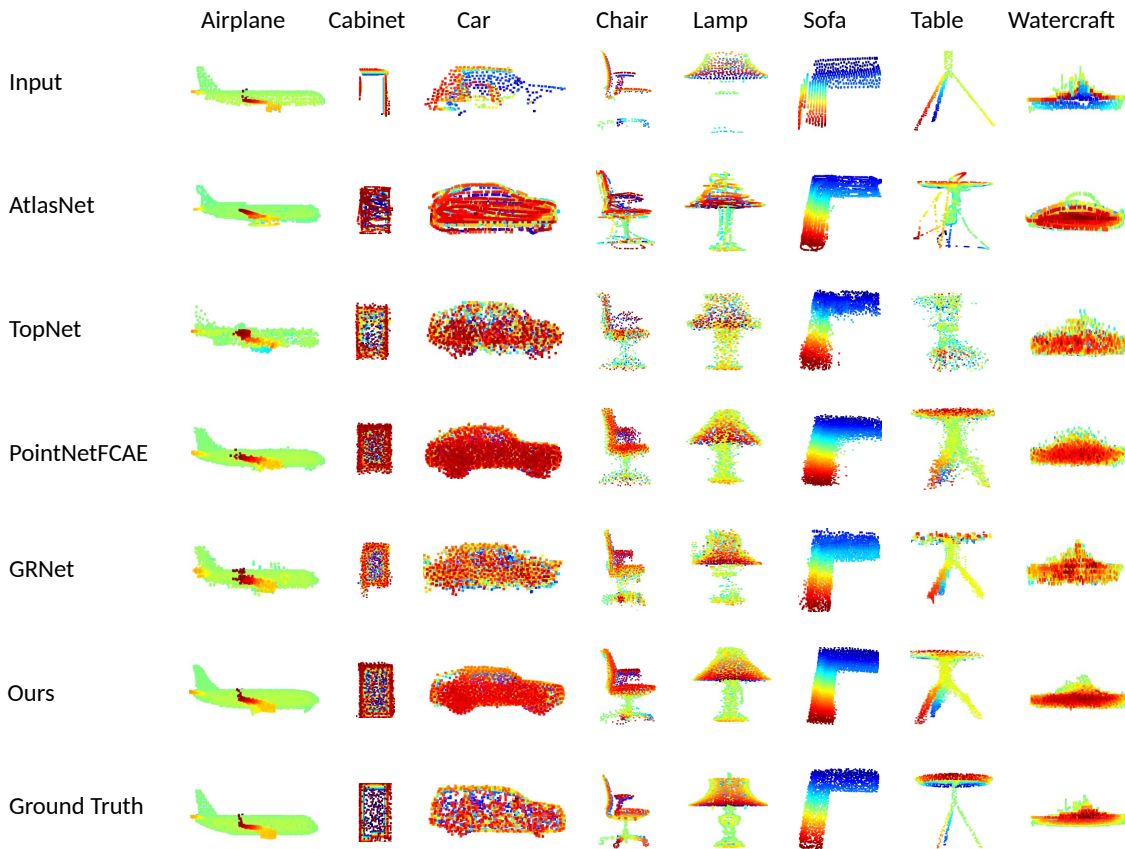 Airplane Cabinet Car Chair Lamp Sofa Table Watercraft
Input
AtlasNet
TopNet
PointNetFCAE
GRNet
Ours
Ground Truth